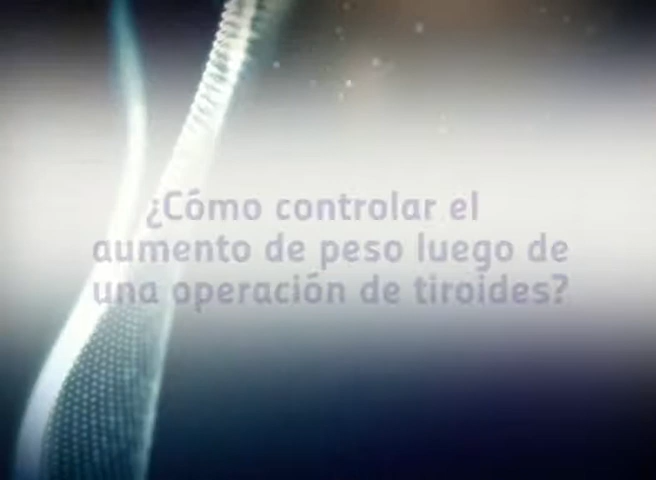 ¿Cómo controlar el
aumento de peso luego de
una operación de tiroides?